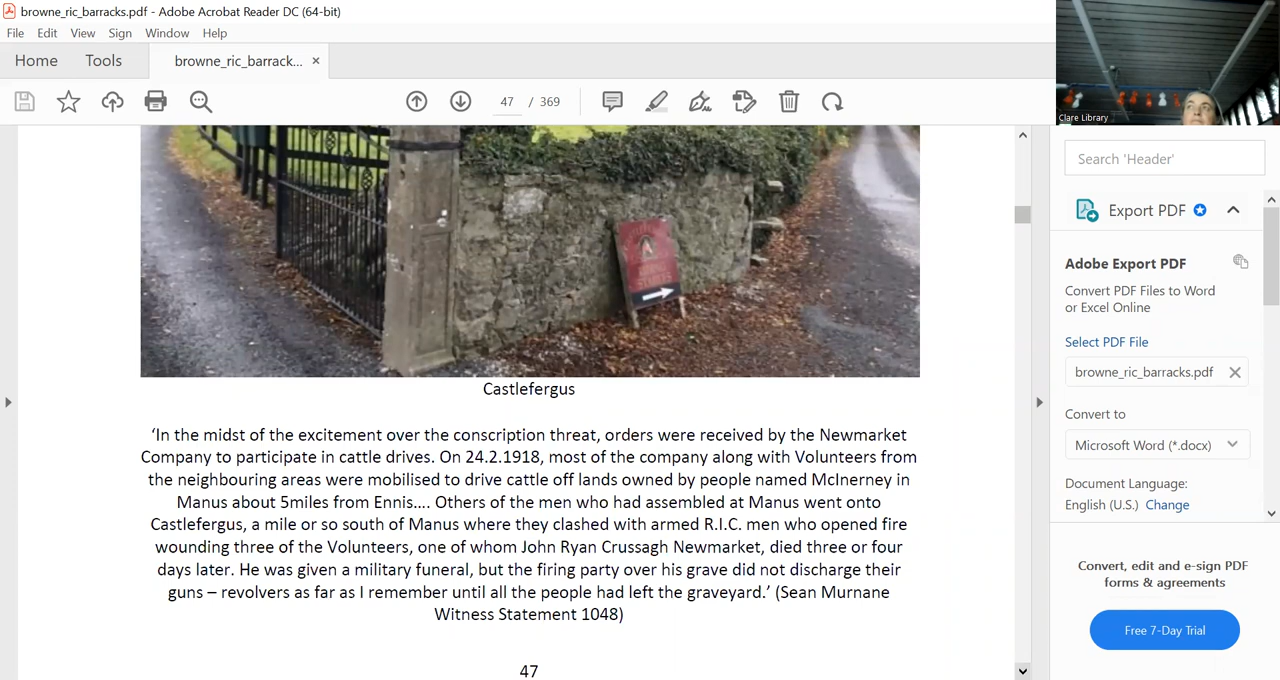 browne_ric_barracks.pdf - Adobe Acrobat Reader DC (64-bit)
File Edit View Sign Window Help
Home Tools browne_ric_barrack... ×
47 / 369
Clare Library
Search 'Header'
Export PDF
Adobe Export PDF
Convert PDF Files to Word
or Excel Online
Select PDF File
browne_ric_barracks.pdf
Convert to
Microsoft Word (*.docx)
Document Language:
English (U.S.) Change
Convert, edit and e-sign PDF
forms & agreements
Free 7-Day Trial
Castlefergus
‘In the midst of the excitement over the conscription threat, orders were received by the Newmarket
Company to participate in cattle drives. On 24.2.1918, most of the company along with Volunteers from
the neighbouring areas were mobilised to drive cattle off lands owned by people named McInerney in
Manus about 5miles from Ennis…. Others of the men who had assembled at Manus went onto
Castlefergus, a mile or so south of Manus where they clashed with armed R.I.C. men who opened fire
wounding three of the Volunteers, one of whom John Ryan Crussagh Newmarket, died three or four
days later. He was given a military funeral, but the firing party over his grave did not discharge their
guns – revolvers as far as I remember until all the people had left the graveyard.’ (Sean Murnane
Witness Statement 1048)
47